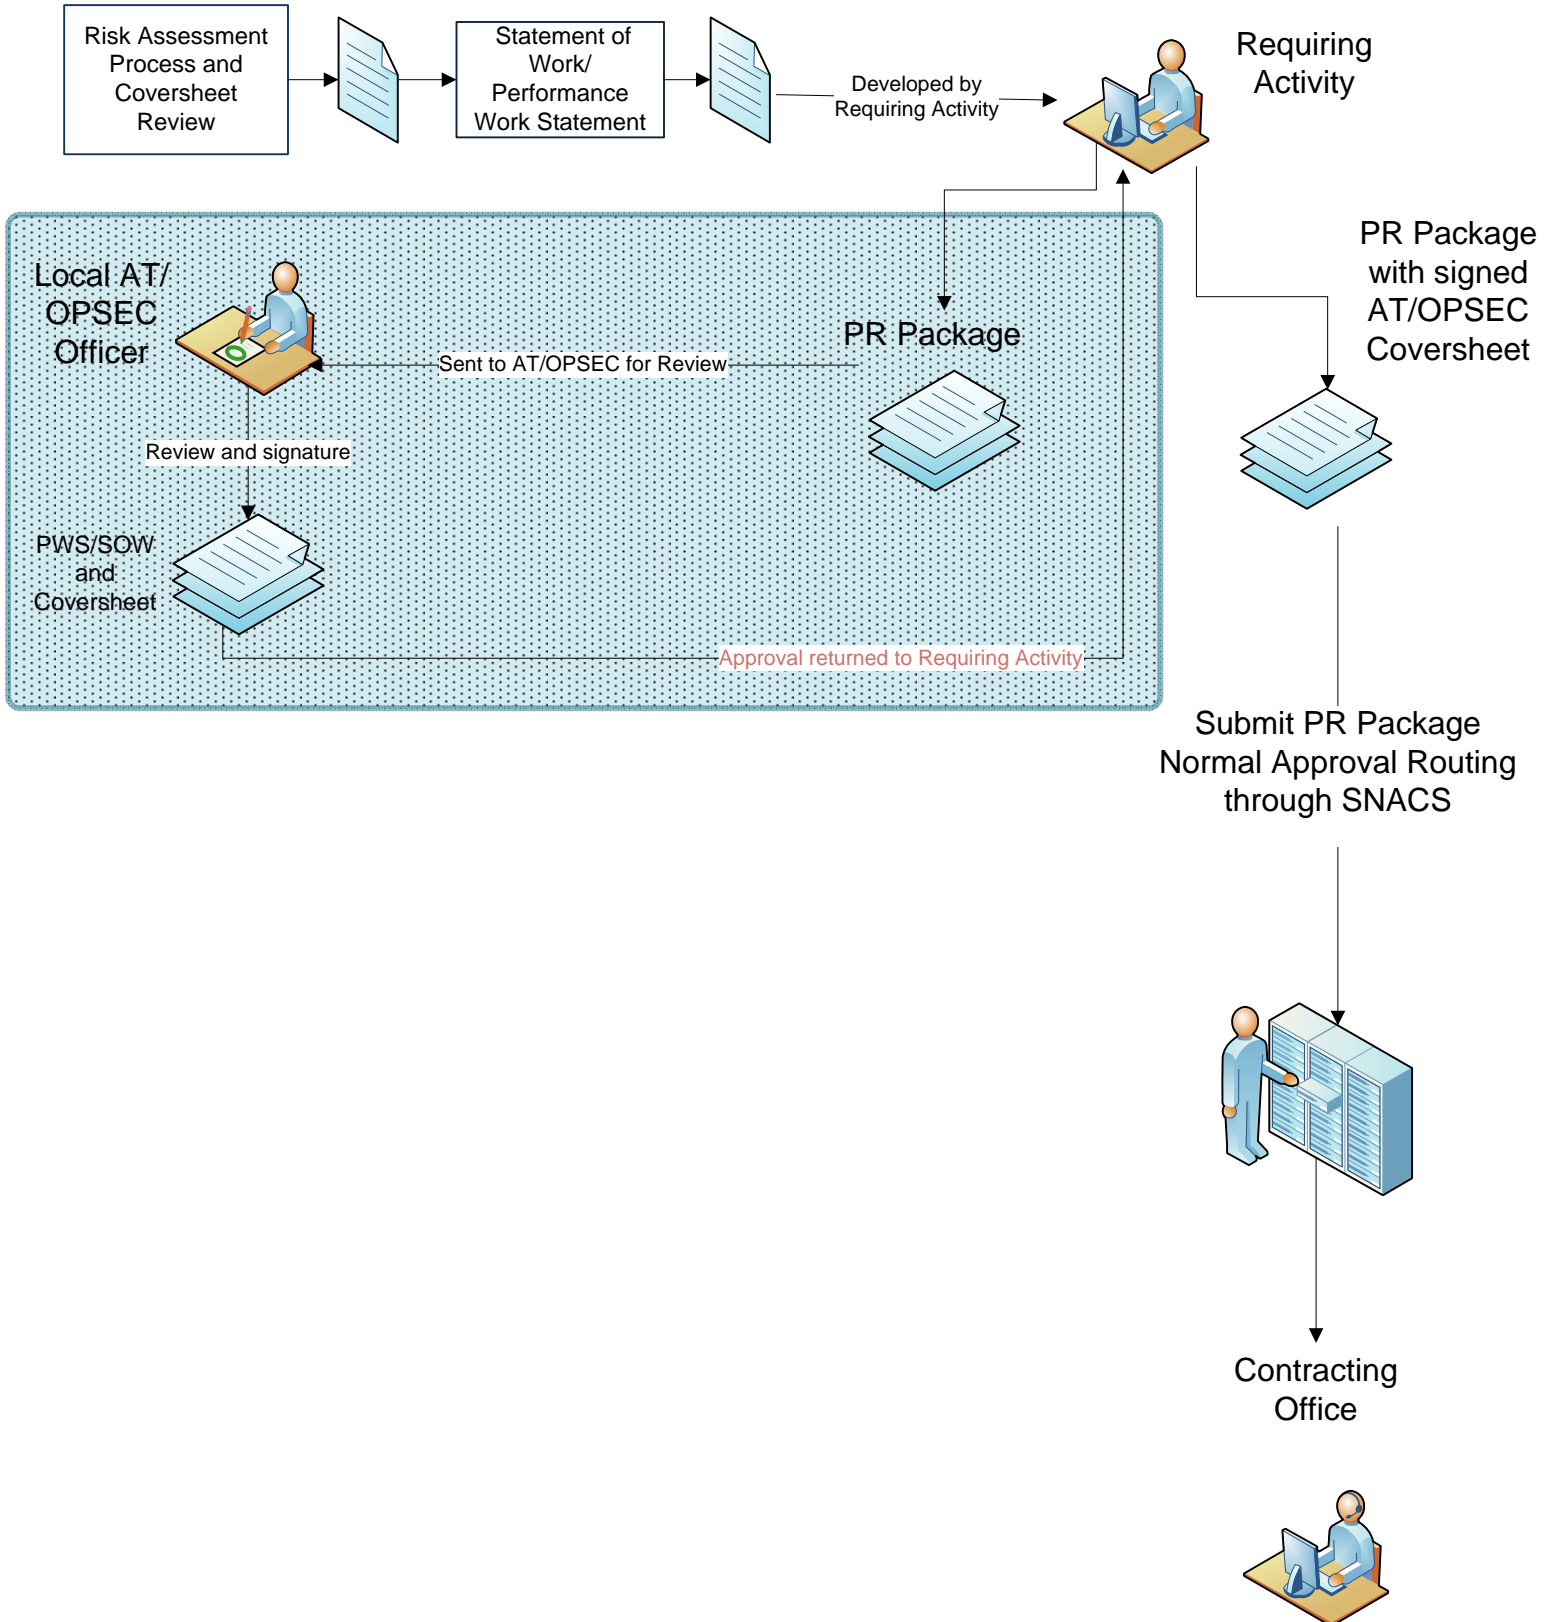 Risk Assessment
Process and
Coversheet
Review
Statement of
Work/
Performance
Work Statement
Developed by
Requiring Activity
Requiring
Activity
Local AT/
OPSEC
Officer
Sent to AT/OPSEC for Review
PR Package
PR Package
with signed
AT/OPSEC
Coversheet
Review and signature
PWS/SOW
and
Coversheet
Approval returned to Requiring Activity
Submit PR Package
Normal Approval Routing
through SNACS
Contracting
Office